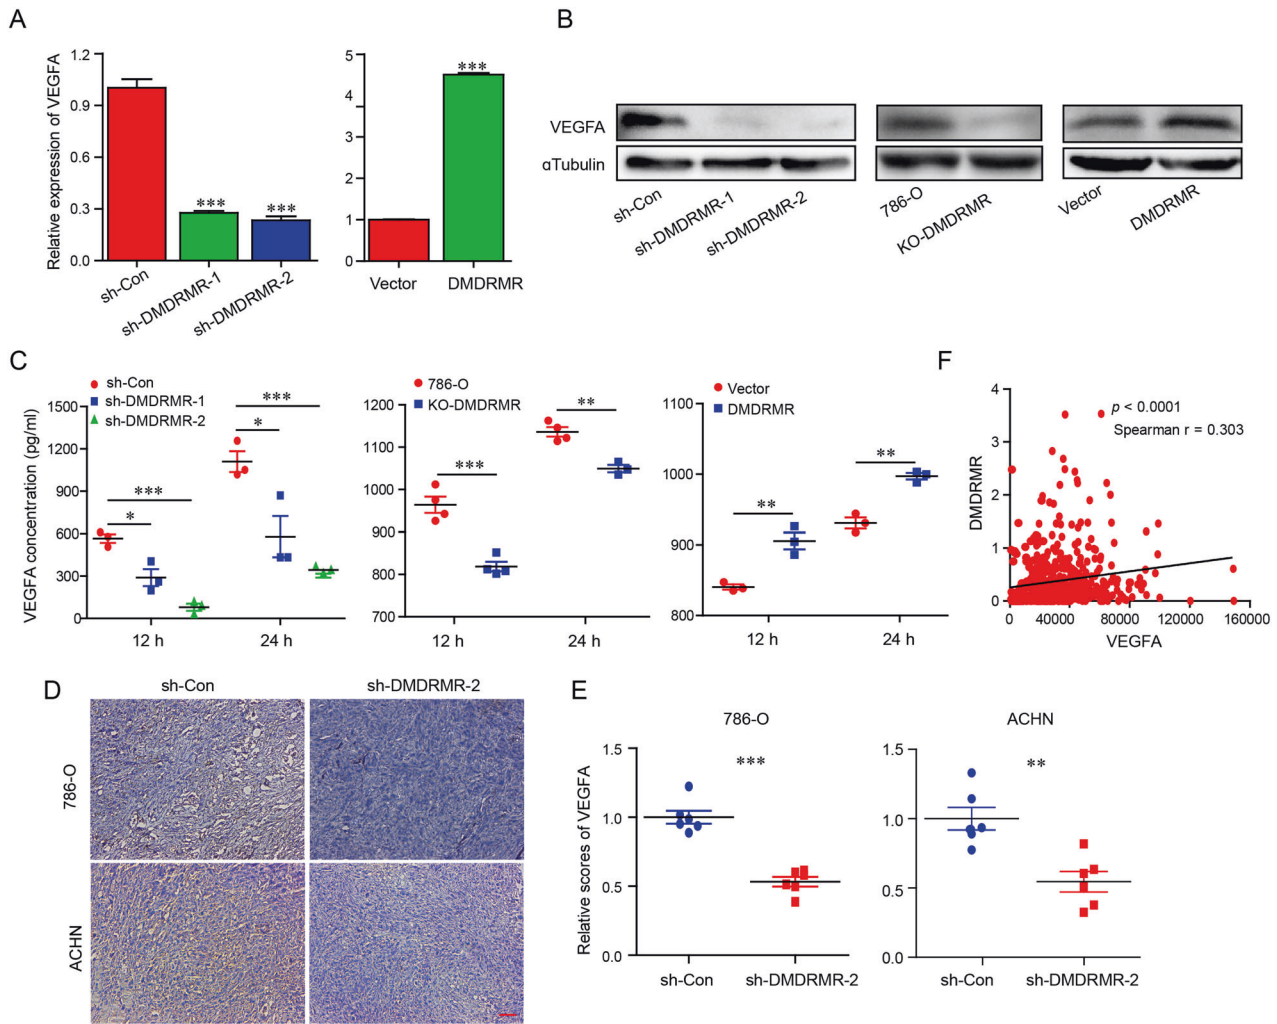 A
Relative expression of VEGFA
1.2
0.9
0.6
0.3
0.0
***
***
sh-Con
sh-DMDRMR-1
sh-DMDRMR-2
5
4
3
2
1
0
***
Vector
DMDRMR
B
VEGFA
αTubulin
sh-Con
sh-DMDRMR-1
sh-DMDRMR-2
786-O
KO-DMDRMR
Vector
DMDRMR
C
VEGFA concentration (pg/ml)
sh-Con
sh-DMDRMR-1
sh-DMDRMR-2
1500
1200
900
600
300
0
***
*
***
*
12 h
24 h
786-O
KO-DMDRMR
1200
1100
1000
900
800
700
***
**
12 h
24 h
Vector
DMDRMR
1100
1000
900
800
**
**
12 h
24 h
F
DMDRMR
4
3
2
1
0
p < 0.0001
Spearman r = 0.303
0
40000
80000
120000
160000
VEGFA
D
sh-Con
sh-DMDRMR-2
786-O
ACHN
E
Relative scores of VEGFA
786-O
1.5
1.0
0.5
0.0
***
sh-Con
sh-DMDRMR-2
ACHN
1.5
1.0
0.5
0.0
**
sh-Con
sh-DMDRMR-2